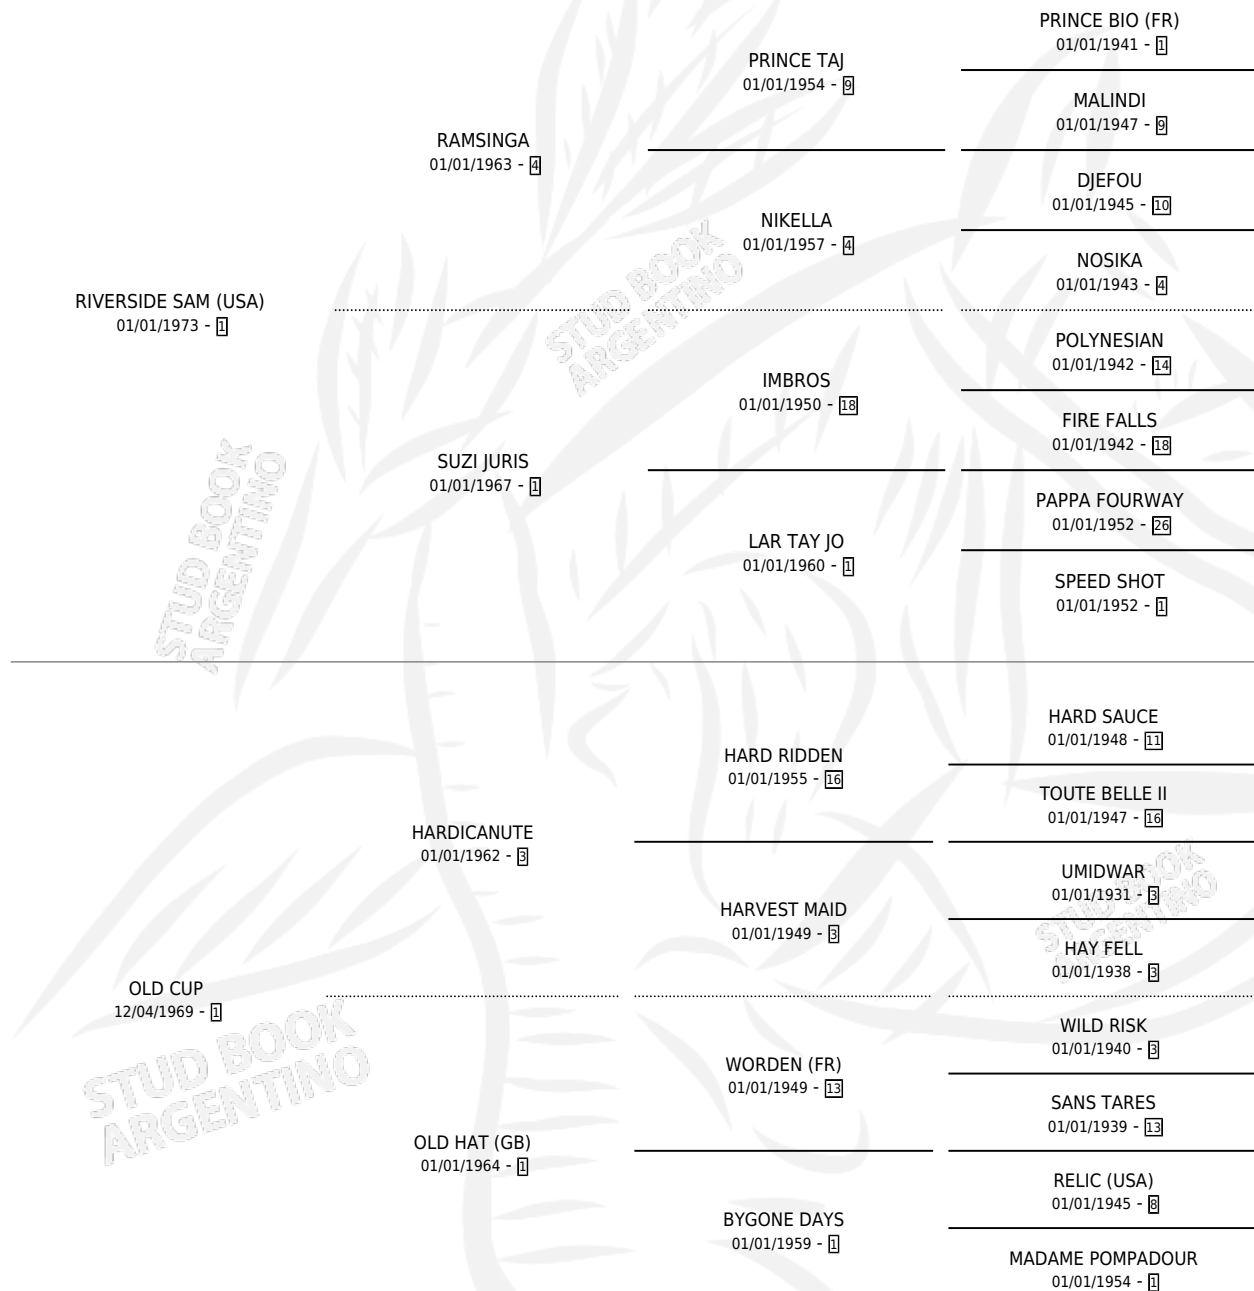 PRINCE BIO (FR)
01/01/1941 - 1
PRINCE TAJ
01/01/1954 - 9
MALINDI
01/01/1947 - 9
RAMSINGA
01/01/1963 - 4
DJEFOU
01/01/1945 - 10
NIKELLA
01/01/1957 - 4
NOSIKA
01/01/1943 - 4
RIVERSIDE SAM (USA)
01/01/1973 - 1
POLYNESIAN
01/01/1942 - 14
IMBROS
01/01/1950 - 18
FIRE FALLS
01/01/1942 - 18
SUZI JURIS
01/01/1967 - 1
PAPPA FOURWAY
01/01/1952 - 26
LAR TAY JO
01/01/1960 - 1
SPEED SHOT
01/01/1952 - 1
HARD SAUCE
01/01/1948 - 11
HARD RIDDEN
01/01/1955 - 16
TOUTE BELLE II
01/01/1947 - 16
HARDICANUTE
01/01/1962 - 3
UMIDWAR
01/01/1931 - 3
HARVEST MAID
01/01/1949 - 3
HAY FELL
01/01/1938 - 3
OLD CUP
12/04/1969 - 1
WILD RISK
01/01/1940 - 3
WORDEN (FR)
01/01/1949 - 13
SANS TARES
01/01/1939 - 13
OLD HAT (GB)
01/01/1964 - 1
RELIC (USA)
01/01/1945 - 8
BYGONE DAYS
01/01/1959 - 1
MADAME POMPADOUR
01/01/1954 - 1
STUD BOOK
ARGENTINO
STUD BOOK
ARGENTINO
STUD BOOK
ARGENTINO
STUD BOOK
ARGENTINO